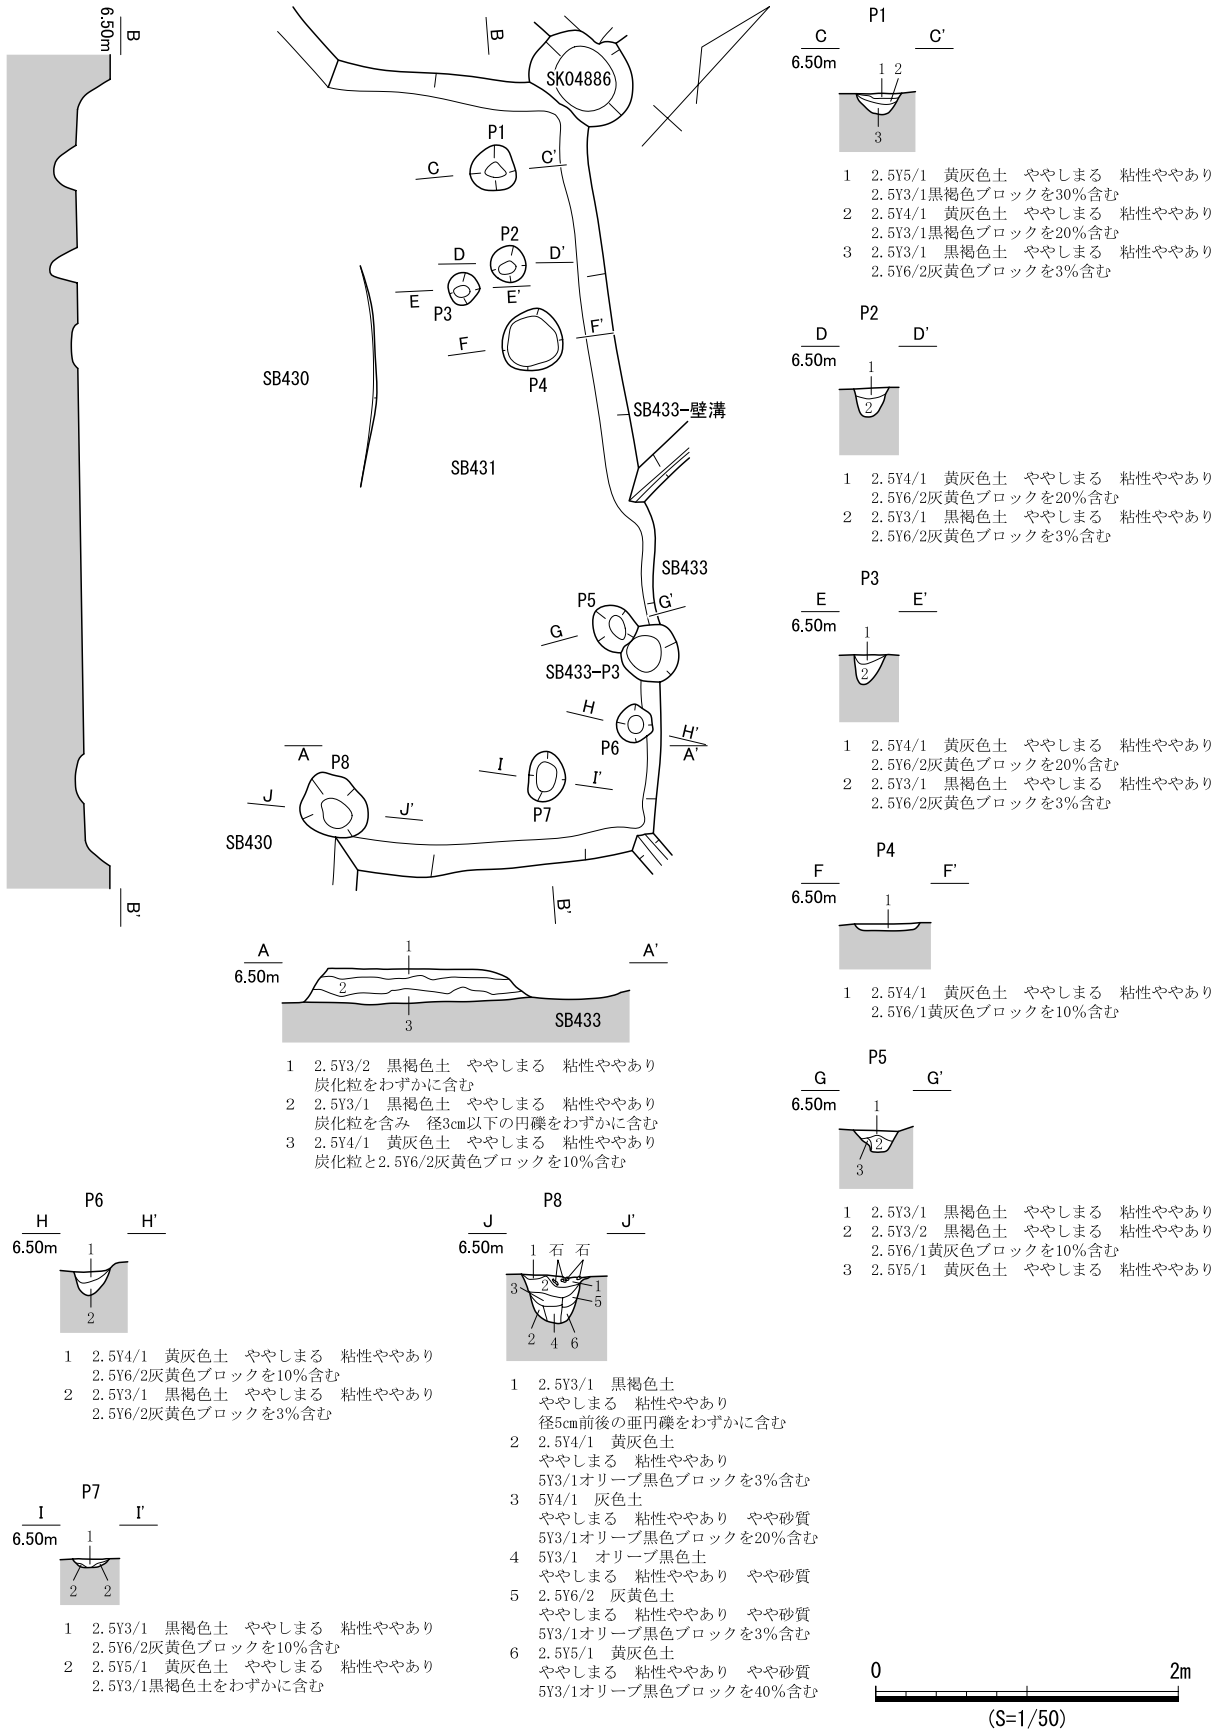 B
6.50m
B'
B
SK04886
P1
C
C'
P2
D
D'
E
E'
P3
F
F'
P4
SB430
SB433-壁溝
SB431
SB433
P5
G
G'
SB433-P3
H
P6
H'
A
A'
P8
I
I'
J
J'
P7
SB430
B'
A
A'
6.50m
1
2
3
SB433
1 2.5Y3/2 黒褐色土 ややしまる 粘性ややあり
炭化粒をわずかに含む
2 2.5Y3/1 黒褐色土 ややしまる 粘性ややあり
炭化粒を含み 径3cm以下の円礫をわずかに含む
3 2.5Y4/1 黄灰色土 ややしまる 粘性ややあり
炭化粒と2.5Y6/2灰黄色ブロックを10%含む
P1
C C'
6.50m
1 2
3
1 2.5Y5/1 黄灰色土 ややしまる 粘性ややあり
2.5Y3/1黒褐色ブロックを30%含む
2 2.5Y4/1 黄灰色土 ややしまる 粘性ややあり
2.5Y3/1黒褐色ブロックを20%含む
3 2.5Y3/1 黒褐色土 ややしまる 粘性ややあり
2.5Y6/2灰黄色ブロックを3%含む
P2
D D'
6.50m
1
2
1 2.5Y4/1 黄灰色土 ややしまる 粘性ややあり
2.5Y6/2灰黄色ブロックを20%含む
2 2.5Y3/1 黒褐色土 ややしまる 粘性ややあり
2.5Y6/2灰黄色ブロックを3%含む
P3
E E'
6.50m
1
2
1 2.5Y4/1 黄灰色土 ややしまる 粘性ややあり
2.5Y6/2灰黄色ブロックを20%含む
2 2.5Y3/1 黒褐色土 ややしまる 粘性ややあり
2.5Y6/2灰黄色ブロックを3%含む
P4
F F'
6.50m
1
1 2.5Y4/1 黄灰色土 ややしまる 粘性ややあり
2.5Y6/1黄灰色ブロックを10%含む
P5
G G'
6.50m
1
2
3
1 2.5Y3/1 黒褐色土 ややしまる 粘性ややあり
2 2.5Y3/2 黒褐色土 ややしまる 粘性ややあり
2.5Y6/1黄灰色ブロックを10%含む
3 2.5Y5/1 黄灰色土 ややしまる 粘性ややあり
P6
H H'
6.50m
1
2
1 2.5Y4/1 黄灰色土 ややしまる 粘性ややあり
2.5Y6/2灰黄色ブロックを10%含む
2 2.5Y3/1 黒褐色土 ややしまる 粘性ややあり
2.5Y6/2灰黄色ブロックを3%含む
P7
I I'
6.50m
1
2 2
1 2.5Y3/1 黒褐色土 ややしまる 粘性ややあり
2.5Y6/2灰黄色ブロックを10%含む
2 2.5Y5/1 黄灰色土 ややしまる 粘性ややあり
2.5Y3/1黒褐色土をわずかに含む
P8
J J'
6.50m
1 石 石
3 2 1
5
2 4 6
1 2.5Y3/1 黒褐色土
ややしまる 粘性ややあり
径5cm前後の亜円礫をわずかに含む
2 2.5Y4/1 黄灰色土
ややしまる 粘性ややあり
5Y3/1オリーブ黒色ブロックを3%含む
3 5Y4/1 灰色土
ややしまる 粘性ややあり やや砂質
5Y3/1オリーブ黒色ブロックを20%含む
4 5Y3/1 オリーブ黒色土
ややしまる 粘性ややあり やや砂質
5 2.5Y6/2 灰黄色土
ややしまる 粘性ややあり やや砂質
5Y3/1オリーブ黒色ブロックを3%含む
6 2.5Y5/1 黄灰色土
ややしまる 粘性ややあり やや砂質
5Y3/1オリーブ黒色ブロックを40%含む
0 2m
(S=1/50)